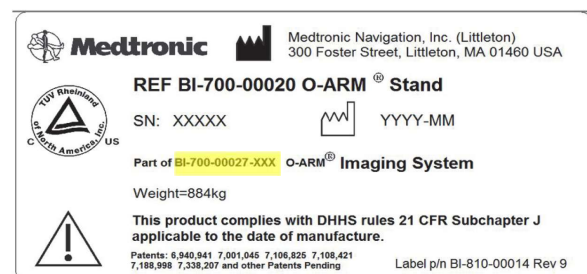 Medtronic
Medtronic Navigation, Inc. (Littleton)
300 Foster Street, Littleton, MA 01460 USA
REF BI-700-00020 O-ARM ® Stand
TUV Rheinland
of North America, Inc.
C US
SN: XXXXX
YYYY-MM
Part of BI-700-00027-XXX O-ARM® Imaging System
Weight=884kg
This product complies with DHHS rules 21 CFR Subchapter J
applicable to the date of manufacture.
Patents: 6,940,941 7,001,045 7,106,825 7,108,421
7,188,998 7,338,207 and other Patents Pending
Label p/n BI-810-00014 Rev 9